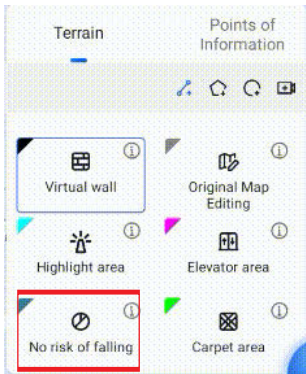 Terrain
Points of
Information
Virtual wall
Original Map
Editing
Highlight area
Elevator area
No risk of falling
Carpet area